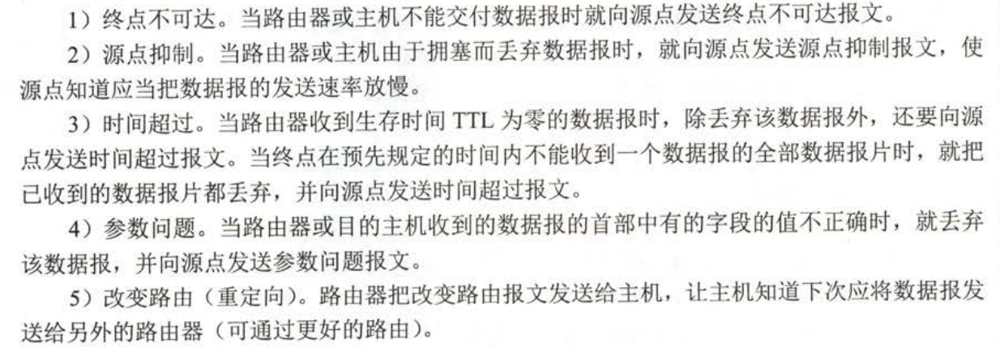 1）终点不可达。当路由器或主机不能交付数据报时就向源点发送终点不可达报文。
2）源点抑制。当路由器或主机由于拥塞而丢弃数据报时，就向源点发送源点抑制报文，使
源点知道应当把数据报的发送速率放慢。
3）时间超过。当路由器收到生存时间 TTL 为零的数据报时，除丢弃该数据报外，还要向源
点发送时间超过报文。当终点在预先规定的时间内不能收到一个数据报的全部数据报片时，就把
已收到的数据报片都丢弃，并向源点发送时间超过报文。
4）参数问题。当路由器或目的主机收到的数据报的首部中有的字段的值不正确时，就丢弃
该数据报，并向源点发送参数问题报文。
5）改变路由（重定向）。路由器把改变路由报文发送给主机，让主机知道下次应将数据报发
送给另外的路由器（可通过更好的路由）。